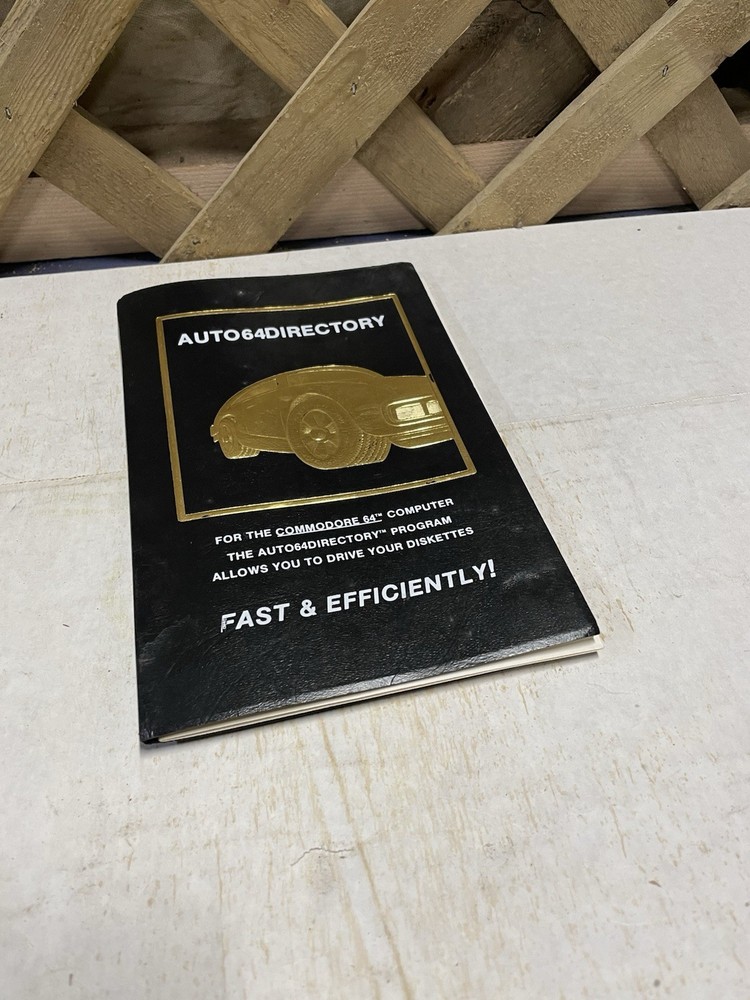 AUTO64DIRECTORY
FOR THE COMMODORE 64™ COMPUTER
THE AUTO64DIRECTORY™ PROGRAM
ALLOWS YOU TO DRIVE YOUR DISKETTES
FAST & EFFICIENTLY!